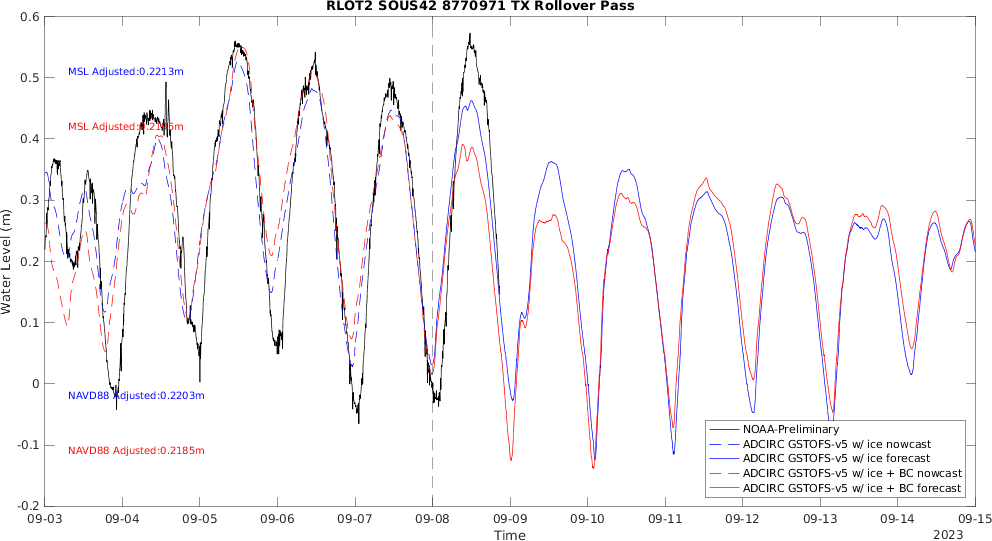 RLOT2 SOUS42 8770971 TX Rollover Pass
0.6
0.5
0.4
0.3
0.2
0.1
0
-0.1
-0.2
Water Level (m)
MSL Adjusted:0.2213m
MSL
NAVD88 Adjusted:0.2203m
NAVD88 Adjusted:0.2185m
NOAA-Preliminary
ADCIRC GSTOFS-v5 w/ ice nowcast
ADCIRC GSTOFS-v5 w/ ice forecast
ADCIRC GSTOFS-v5 w/ ice + BC nowcast
ADCIRC GSTOFS-v5 w/ ice + BC forecast
09-03 09-04 09-05 09-06 09-07 09-08 09-09 09-10 09-11 09-12 09-13 09-14 09-15
Time
2023